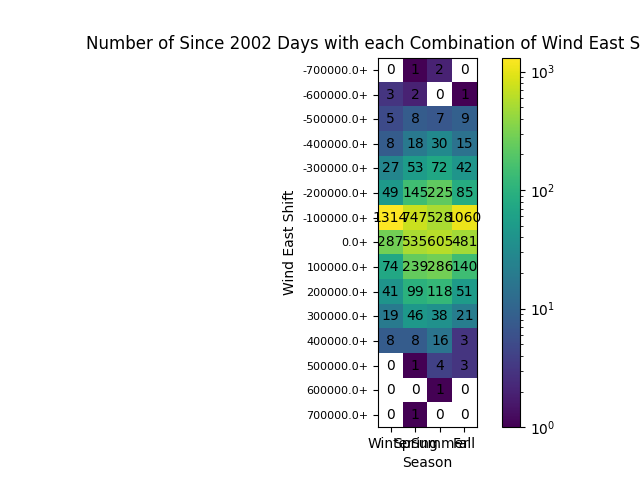 Number of Since 2002 Days with each Combination of Wind East S
Wind East Shift
-700000.0+ 0 1 2 0
-600000.0+ 3 2 0 1
-500000.0+ 5 8 7 9
-400000.0+ 8 18 30 15
-300000.0+ 27 53 72 42
-200000.0+ 49 145 225 85
-100000.0+ 1314 747 528 1060
0.0+ 287 535 605 481
100000.0+ 74 239 286 140
200000.0+ 41 99 118 51
300000.0+ 19 46 38 21
400000.0+ 8 8 16 3
500000.0+ 0 1 4 3
600000.0+ 0 0 1 0
700000.0+ 0 1 0 0
Winter Spring Summer Fall
Season
10³
10²
10¹
10⁰